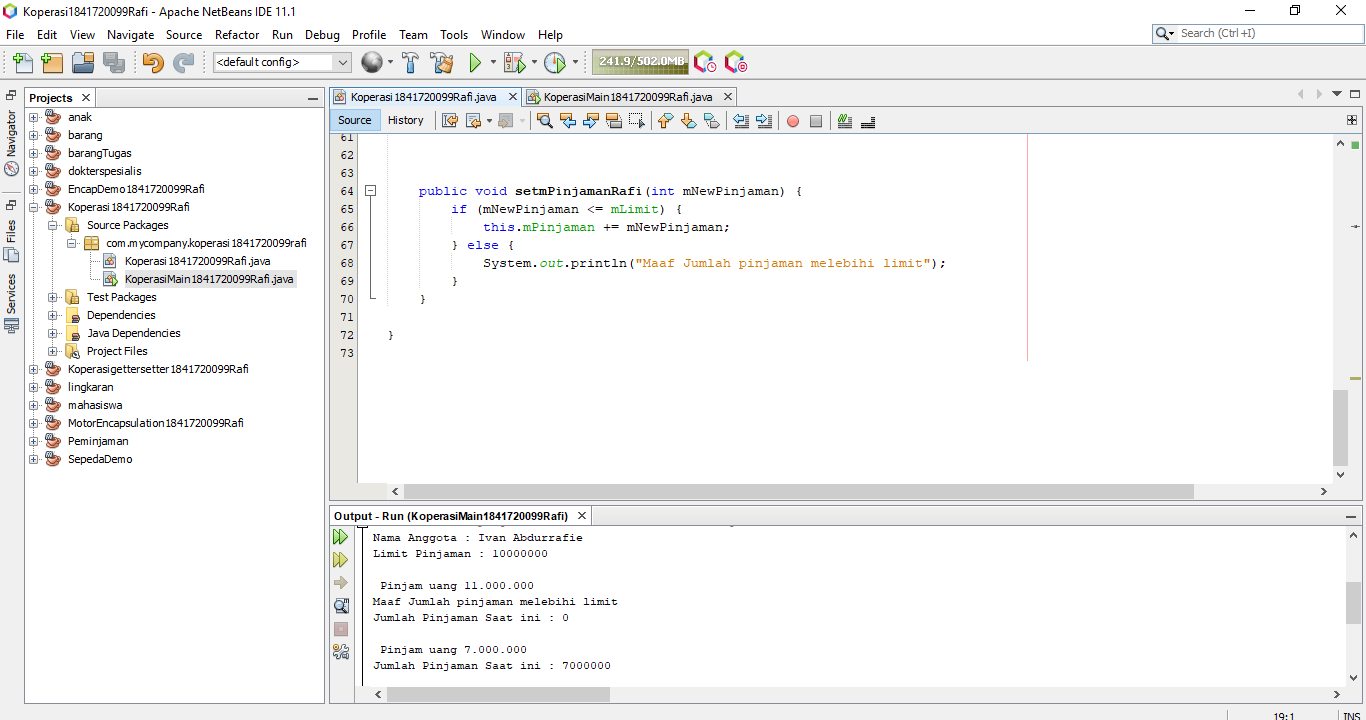 Koperasi1841720099Rafi - Apache NetBeans IDE 11.1
File Edit View Navigate Source Refactor Run Debug Profile Team Tools Window Help
Search (Ctrl+I)
<default config>
241.9/502.0MB
Projects
Navigator
Files
Services
anak
barang
barangTugas
dokterspesialis
EncapDemo1841720099Rafi
Koperasi1841720099Rafi
Source Packages
com.mycompany.koperasi1841720099rafi
Koperasi1841720099Rafi.java
KoperasiMain1841720099Rafi.java
Test Packages
Dependencies
Java Dependencies
Project Files
Koperasigettersetter1841720099Rafi
lingkaran
mahasiswa
MotorEncapsulation1841720099Rafi
Peminjaman
SepedaDemo
Koperasi1841720099Rafi.java KoperasiMain1841720099Rafi.java
Source History
61
62
63
64 public void setmPinjamanRafi(int mNewPinjaman) {
65 if (mNewPinjaman <= mLimit) {
66 this.mPinjaman += mNewPinjaman;
67 } else {
68 System.out.println("Maaf Jumlah pinjaman melebihi limit");
69 }
70 }
71
72 }
73
Output - Run (KoperasiMain1841720099Rafi)
Nama Anggota : Ivan Abdurrafie
Limit Pinjaman : 10000000
Pinjam uang 11.000.000
Maaf Jumlah pinjaman melebihi limit
Jumlah Pinjaman Saat ini : 0
Pinjam uang 7.000.000
Jumlah Pinjaman Saat ini : 7000000
19:1 INS